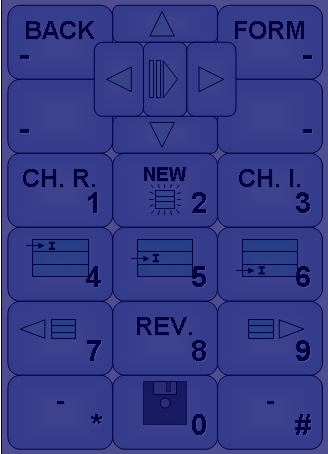 BACK
FORM
-
-
-
-
CH. R.
1
NEW
2
CH. I.
3
I
4
I
5
I
6
7
REV.
8
9
-
*
0
-
#